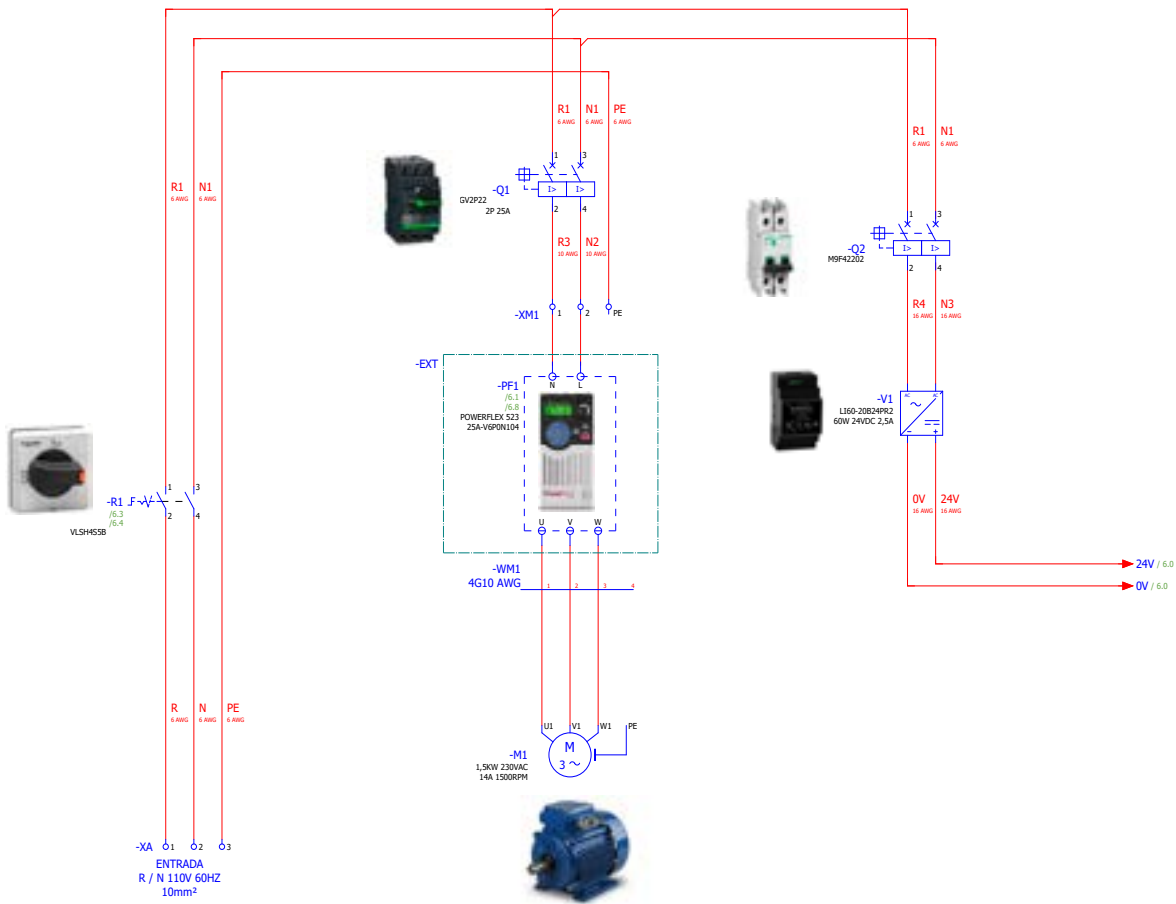 R1 N1 PE
6 AWG 6 AWG 6 AWG
R1 N1
6 AWG 6 AWG
1 3
-Q1
GV2P22
2P 25A
I> I>
2 4
R1 N1
6 AWG 6 AWG
1 3
-Q2
M9F42202
I> I>
2 4
R3 N2
10 AWG 10 AWG
R4 N3
16 AWG 16 AWG
-XM1 1 2 PE
-EXT
N L
-PF1
/6.1
/6.8
POWERFLEX 523
25A-V6P0N104
U V W
-V1
LI60-20B24PR2
60W 24VDC 2,5A
AC AC
- +
0V 24V
16 AWG 16 AWG
24V / 6.0
0V / 6.0
1 3
-R1
/6.3
/6.4
VLSH4S5B
2 4
-WM1
4G10 AWG
1 2 3 4
R N PE
6 AWG 6 AWG 6 AWG
U1 V1 W1 PE
-M1
1,5KW 230VAC
14A 1500RPM
M
3 ~
-XA 1 2 3
ENTRADA
R / N 110V 60HZ
10mm²